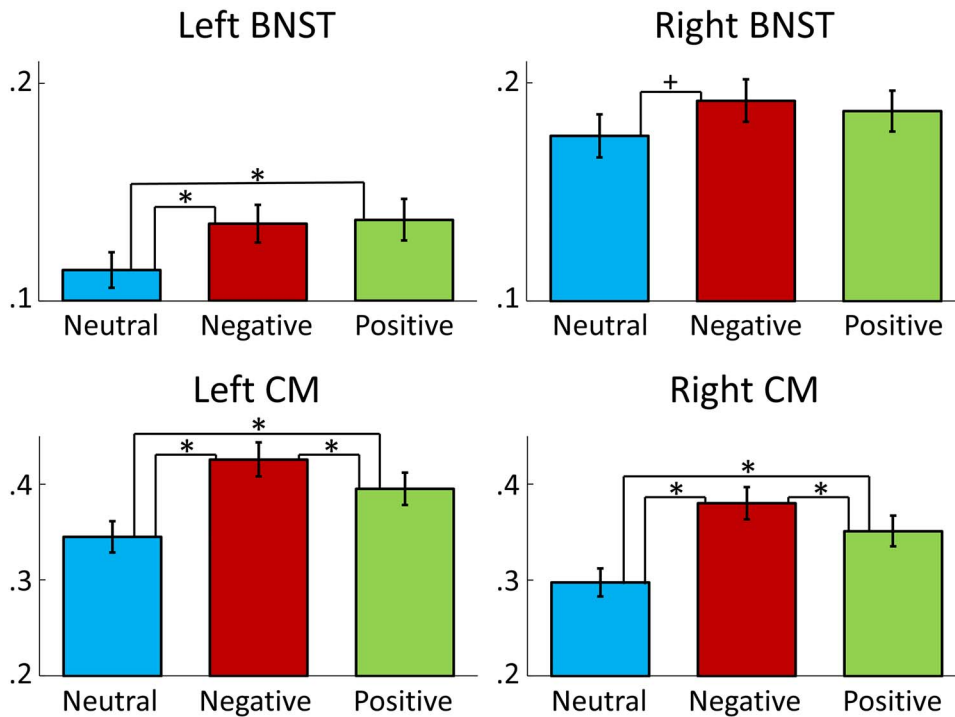 Left BNST
.2
*
*
.1
Neutral Negative Positive
Right BNST
.2
+
.1
Neutral Negative Positive
Left CM
*
*
*
.4
.3
.2
Neutral Negative Positive
Right CM
*
*
*
.4
.3
.2
Neutral Negative Positive